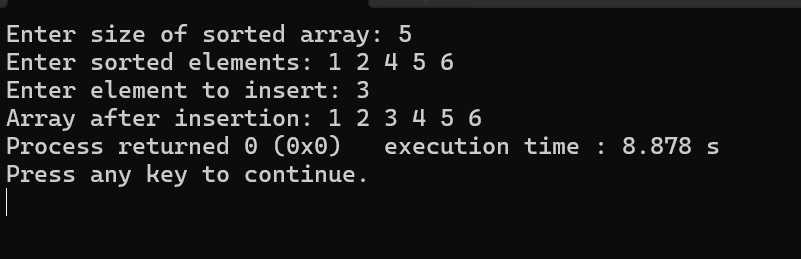 Enter size of sorted array: 5
Enter sorted elements: 1 2 4 5 6
Enter element to insert: 3
Array after insertion: 1 2 3 4 5 6
Process returned 0 (0x0)   execution time : 8.878 s
Press any key to continue.